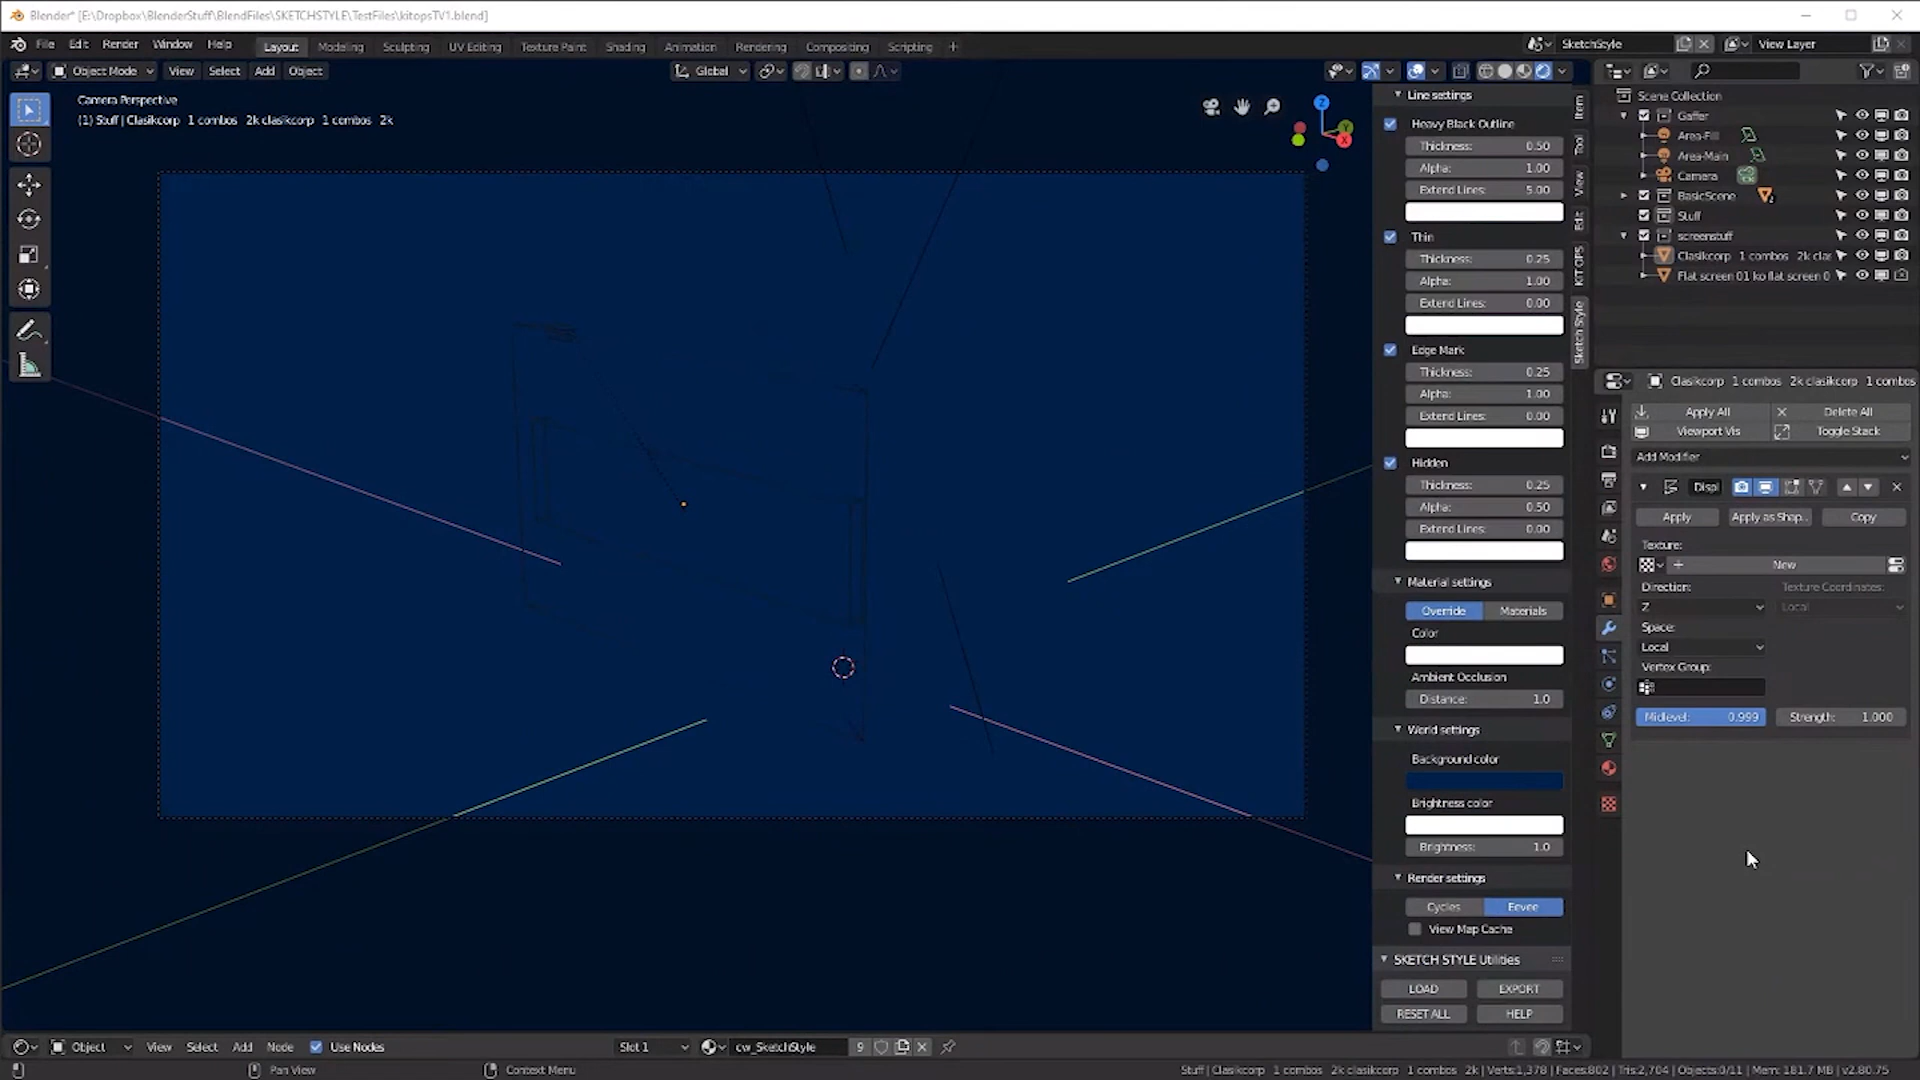 Blender* [E:\Dropbox\BlenderStuff\BlendFiles\SKETCHSTYLE\TestFiles\kitopsTV1.blend]
File Edit Render Window Help Layout Modeling Sculpting UV Editing Texture Paint Shading Animation Rendering Compositing Scripting + SketchStyle View Layer
Object Mode View Select Add Object Global
Camera Perspective
(1) Stuff | Clasikcorp 1 combos 2k clasikcorp 1 combos 2k
Z
Y
X
Line settings
Heavy Black Outline
Thickness: 0.50
Alpha: 1.00
Extend Lines: 5.00
Thin
Thickness: 0.25
Alpha: 1.00
Extend Lines: 0.00
Edge Mark
Thickness: 0.25
Alpha: 1.00
Extend Lines: 0.00
Hidden
Thickness: 0.25
Alpha: 0.50
Extend Lines: 0.00
Material settings
Override Materials
Color
Ambient Occlusion
Distance: 1.0
World settings
Background color
Brightness color
Brightness: 1.0
Render settings
Cycles Eevee
View Map Cache
SKETCH STYLE Utilities
LOAD EXPORT
RESET ALL HELP
Item
Tool
View
Edit
KIT OPS
Sketch Style
Scene Collection
Gaffer
Area-Fill
Area-Main
Camera
BasicScene
Stuff
screenstuff
Clasikcorp 1 combos 2k clas
Flat screen 01 ko flat screen 0
Clasikcorp 1 combos 2k clasikcorp 1 combos
Apply All Delete All
Viewport Vis Toggle Stack
Add Modifier
Displ
Apply Apply as Shap.. Copy
Texture:
New
Direction: Texture Coordinates:
Z Local
Space:
Local
Vertex Group:
Midlevel: 0.999 Strength: 1.000
Object View Select Add Node Use Nodes Slot 1 cw_SketchStyle 9
Pan View Context Menu Stuff | Clasikcorp 1 combos 2k clasikcorp 1 combos 2k | Verts:1,378 | Faces:802 | Tris:2,704 | Objects:0/11 | Mem: 181.7 MB | v2.80.75